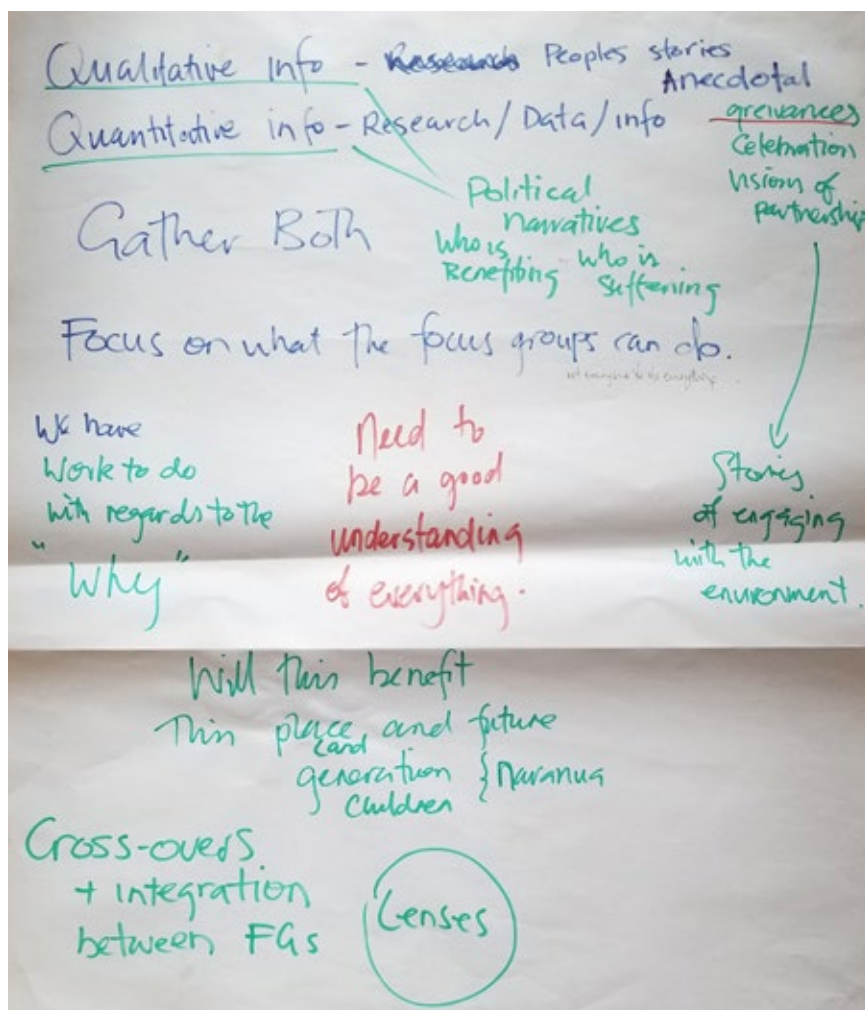 Qualitative info - Peoples stories
Anecdotal
greivances
Celebration
Vision of
partnership
Quantitative info - Research/Data/info
Political
narratives
Who is
Benefiting
who is
suffering
Gather Both
Focus on what the focus groups can do.
We have
Work to do
with regards to the
"Why"
Need to
be a good
understanding
of everything.
Stories
of engaging
with the
environment.
Will this benefit
This place and future
Land
generation
Children
Cross-overs
+ integration
between FGs
Lenses